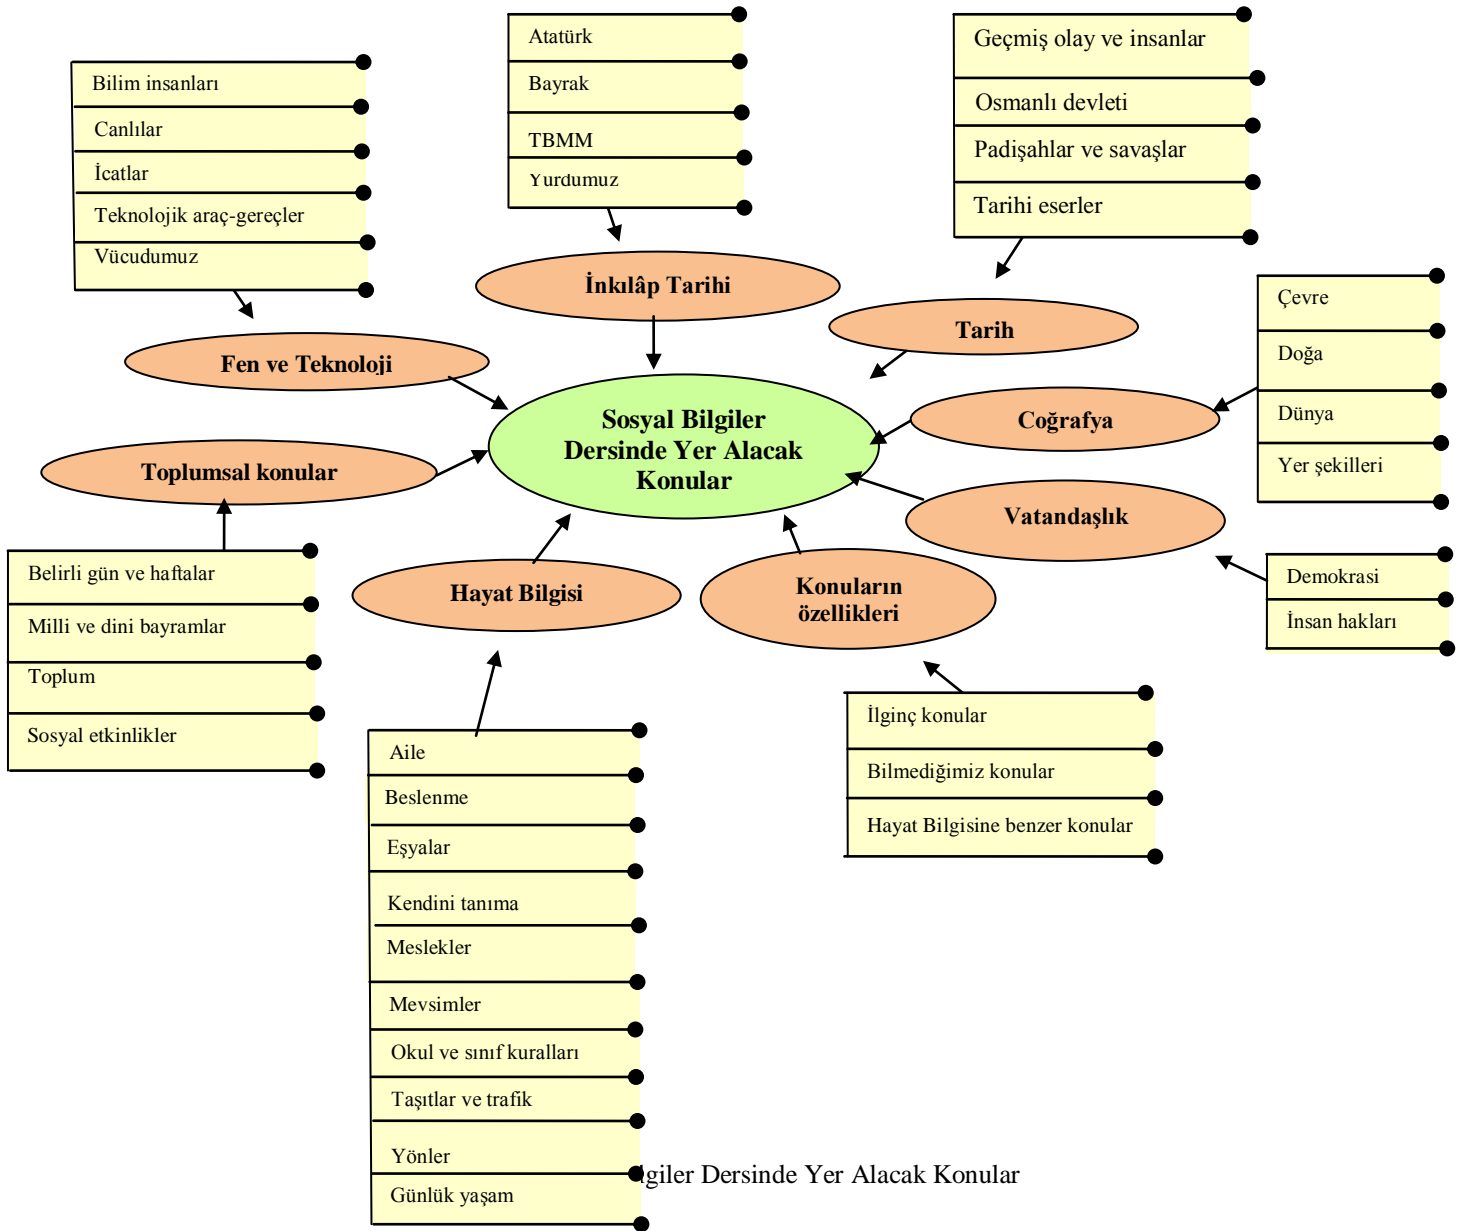 Atatürk
Bayrak
TBMM
Yurdumuz
Geçmiş olay ve insanlar
Osmanlı devleti
Padişahlar ve savaşlar
Tarihi eserler
Bilim insanları
Canlılar
İcatlar
Teknolojik araç-gereçler
Vücudumuz
İnkılâp Tarihi
Tarih
Fen ve Teknoloji
Çevre
Doğa
Dünya
Yer şekilleri
Sosyal Bilgiler
Dersinde Yer Alacak
Konular
Coğrafya
Toplumsal konular
Vatandaşlık
Belirli gün ve haftalar
Milli ve dini bayramlar
Toplum
Sosyal etkinlikler
Hayat Bilgisi
Konuların
özellikleri
Demokrasi
İnsan hakları
İlginç konular
Bilmediğimiz konular
Hayat Bilgisine benzer konular
Aile
Beslenme
Eşyalar
Kendini tanıma
Meslekler
Mevsimler
Okul ve sınıf kuralları
Taşıtlar ve trafik
Yönler
Günlük yaşam
lgiler Dersinde Yer Alacak Konular